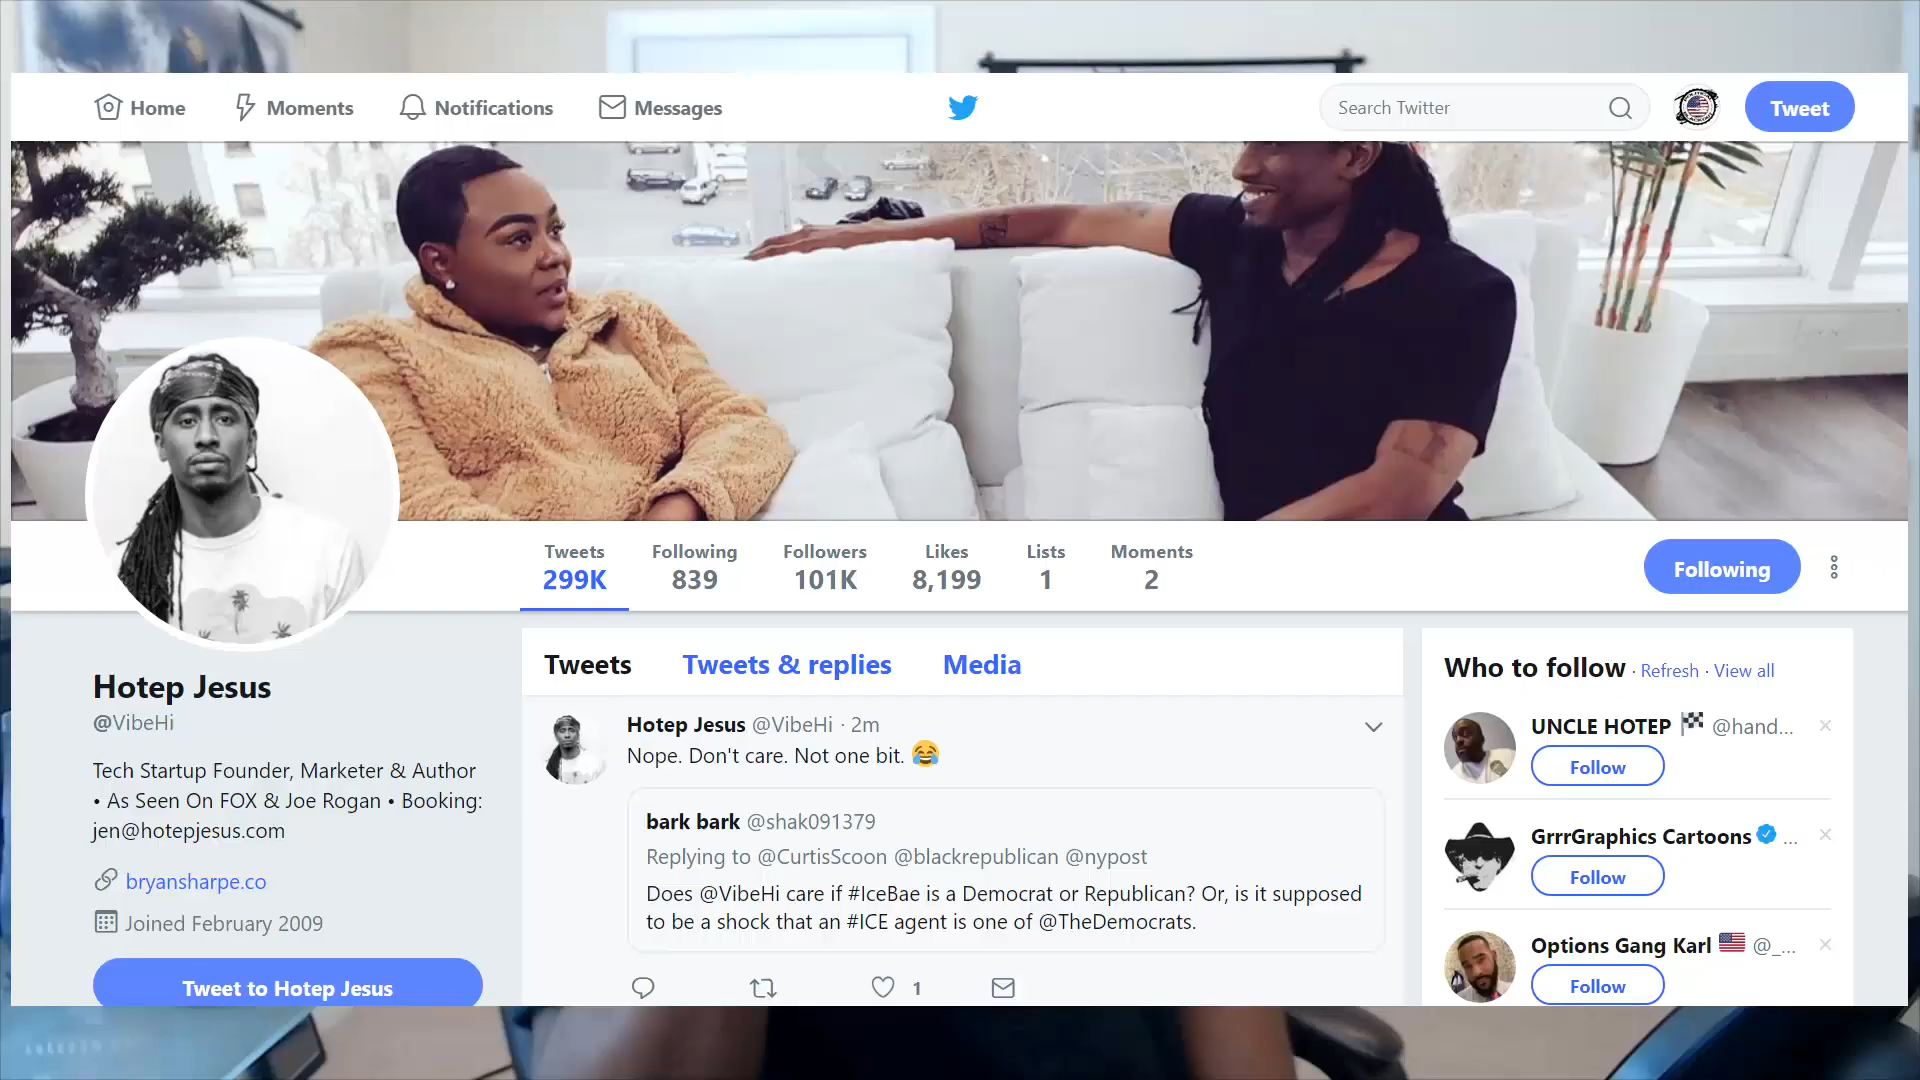 Home Moments Notifications Messages Search Twitter Tweet
Tweets Following Followers Likes Lists Moments
299K 839 101K 8,199 1 2
Following
Hotep Jesus
@VibeHi
Tech Startup Founder, Marketer & Author
• As Seen On FOX & Joe Rogan • Booking:
jen@hotepjesus.com
bryansharpe.co
Joined February 2009
Tweet to Hotep Jesus
Tweets Tweets & replies Media
Hotep Jesus @VibeHi · 2m
Nope. Don't care. Not one bit. 😂
bark bark @shak091379
Replying to @CurtisScoon @blackrepublican @nypost
Does @VibeHi care if #IceBae is a Democrat or Republican? Or, is it supposed
to be a shock that an #ICE agent is one of @TheDemocrats.
1
Who to follow · Refresh · View all
UNCLE HOTEP 🏁 @hand...
Follow
GrrrGraphics Cartoons ...
Follow
Options Gang Karl 🇺🇸 @_...
Follow